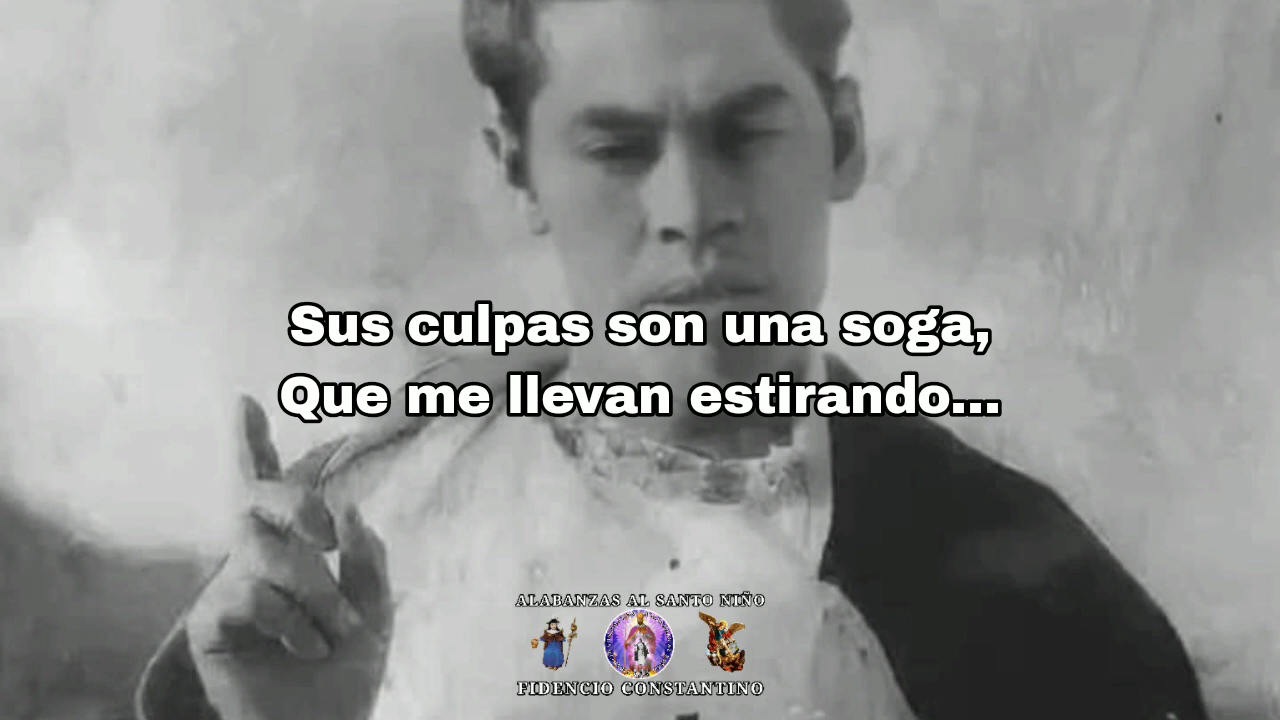 Sus culpas son una soga,
Que me llevan estirando...
ALABANZAS AL SANTO NIÑO
FIDENCIO CONSTANTINO